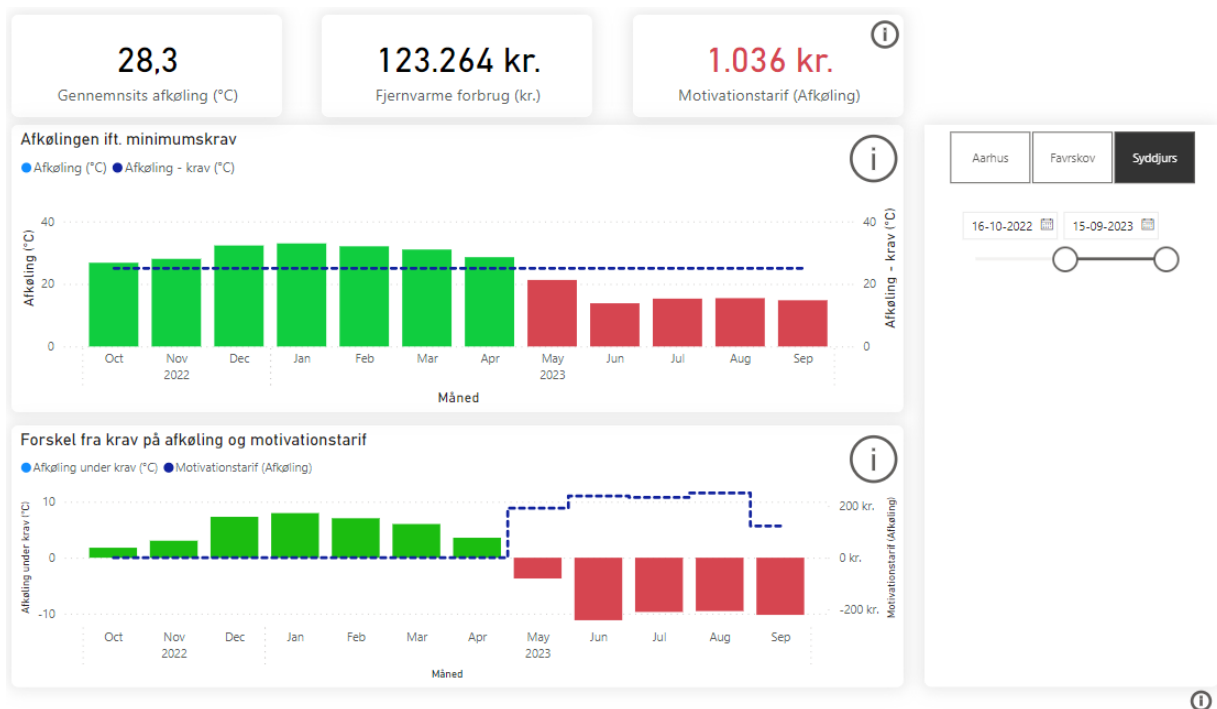 28,3
Gennemnsits afkøling (°C)
123.264 kr.
Fjernvarme forbrug (kr.)
1.036 kr.
Motivationstarif (Afkøling)
Afkølingen ift. minimumskrav
Afkøling (°C) Afkøling - krav (°C)
Afkøling (°C)
40
20
0
40
20
0
Afkøling - krav (°C)
Oct Nov Dec Jan Feb Mar Apr May Jun Jul Aug Sep
2022 2023
Måned
Aarhus Favrskov Syddjurs
16-10-2022 15-09-2023
Forskel fra krav på afkøling og motivationstarif
Afkøling under krav (°C) Motivationstarif (Afkøling)
Afkøling under krav (°C)
10
0
-10
200 kr.
0 kr.
-200 kr.
Motivationstarif (Afkøling)
Oct Nov Dec Jan Feb Mar Apr May Jun Jul Aug Sep
2022 2023
Måned